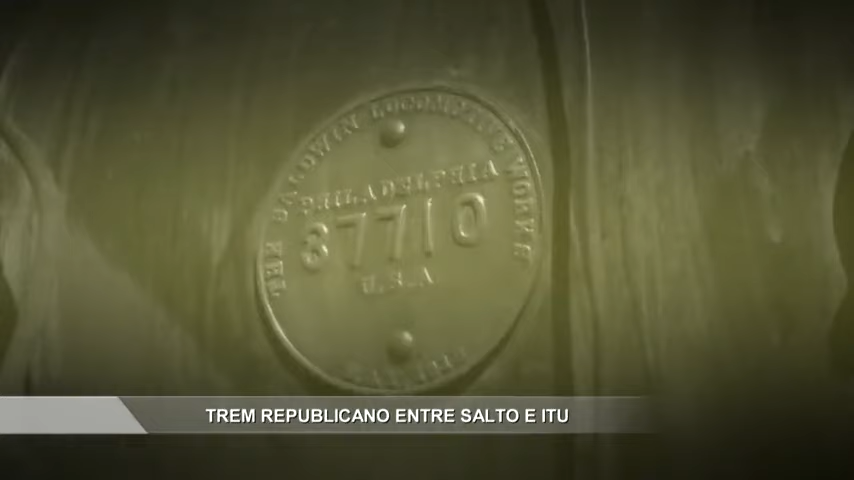 THE BALDWIN LOCOMOTIVE WORKS
PHILADELPHIA
37710
U.S.A
TREM REPUBLICANO ENTRE SALTO E ITU